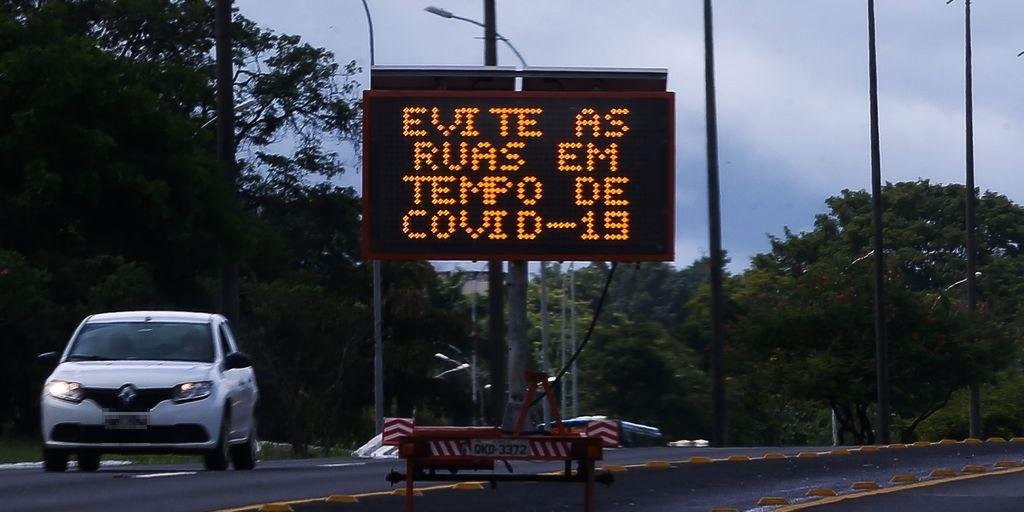 EVITE AS
RUAS EM
TEMPO DE
COVID-19
OKD-3372